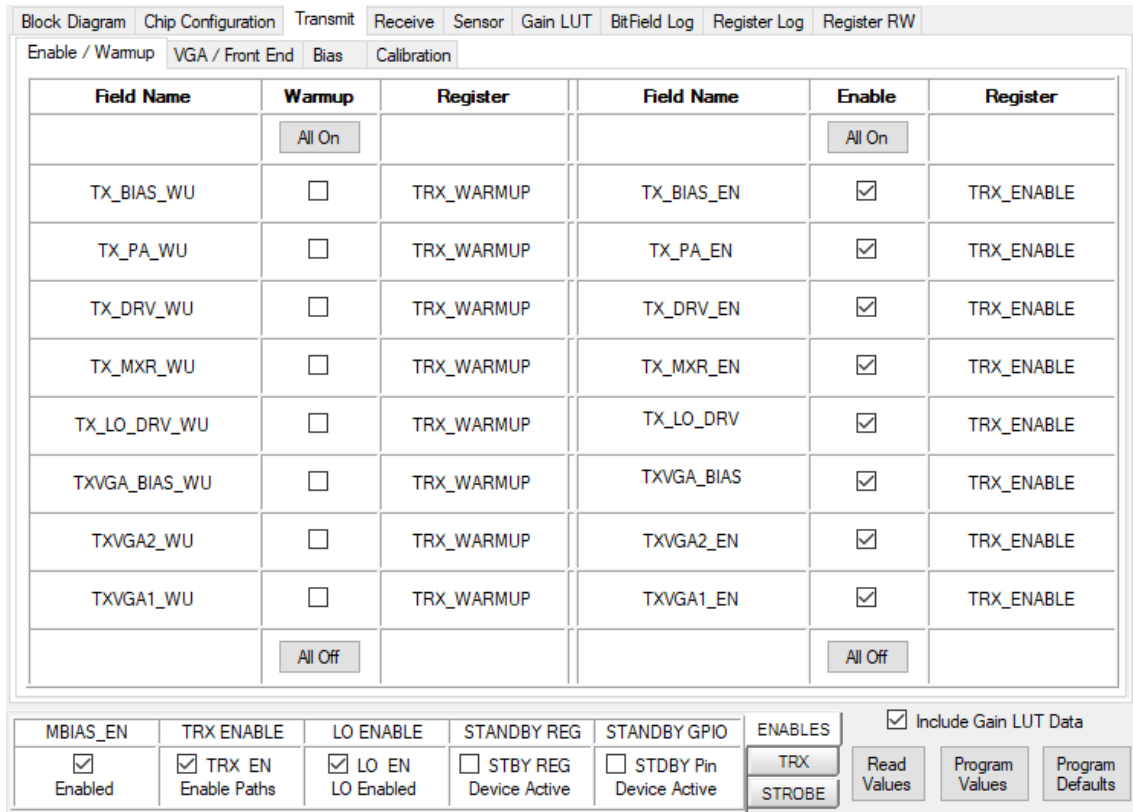 Block Diagram Chip Configuration Transmit Receive Sensor Gain LUT BitField Log Register Log Register RW
Enable / Warmup VGA / Front End Bias Calibration
Field Name Warmup Register Field Name Enable Register
All On All On
TX_BIAS_WU TRX_WARMUP TX_BIAS_EN TRX_ENABLE
TX_PA_WU TRX_WARMUP TX_PA_EN TRX_ENABLE
TX_DRV_WU TRX_WARMUP TX_DRV_EN TRX_ENABLE
TX_MXR_WU TRX_WARMUP TX_MXR_EN TRX_ENABLE
TX_LO_DRV_WU TRX_WARMUP TX_LO_DRV TRX_ENABLE
TXVGA_BIAS_WU TRX_WARMUP TXVGA_BIAS TRX_ENABLE
TXVGA2_WU TRX_WARMUP TXVGA2_EN TRX_ENABLE
TXVGA1_WU TRX_WARMUP TXVGA1_EN TRX_ENABLE
All Off All Off
MBIAS_EN TRX ENABLE LO ENABLE STANDBY REG STANDBY GPIO ENABLES Include Gain LUT Data
TRX EN LO EN STBY REG STDBY Pin TRX
Enabled Enable Paths LO Enabled Device Active Device Active STROBE
Read Values
Program Values
Program Defaults